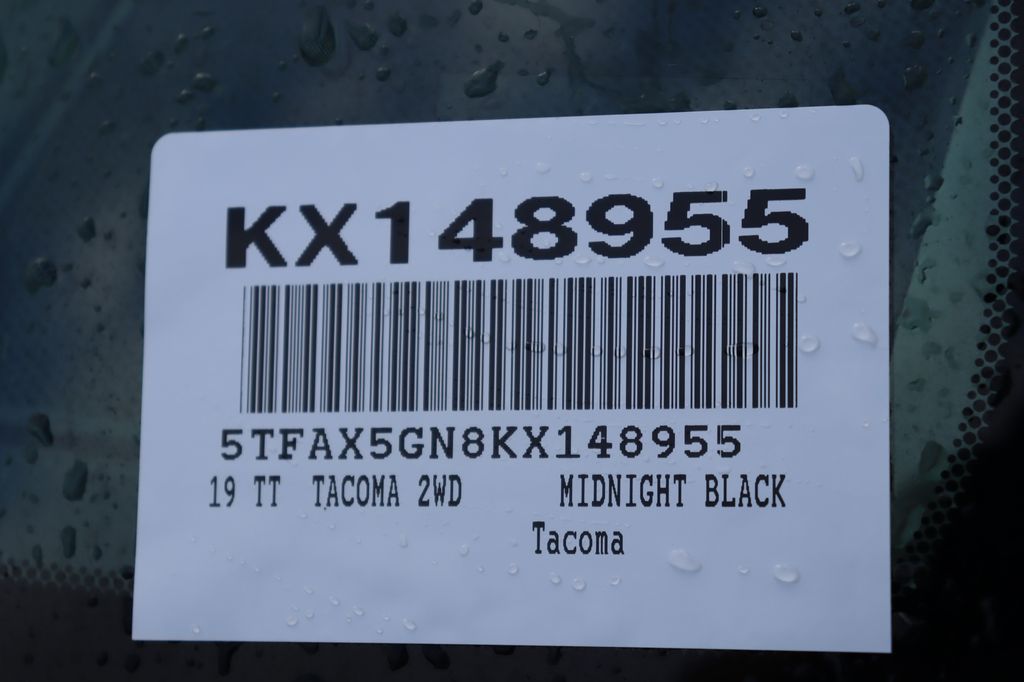 KX148955
5TFAX5GN8KX148955
19 TT TACOMA 2WD MIDNIGHT BLACK
Tacoma